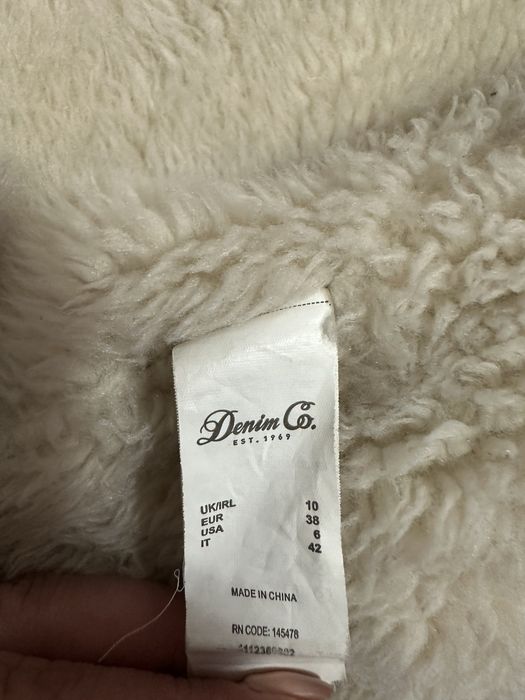 Denim Co.
EST. 1969
UK/IRL 10
EUR 38
USA 6
IT 42
MADE IN CHINA
RN CODE: 145478